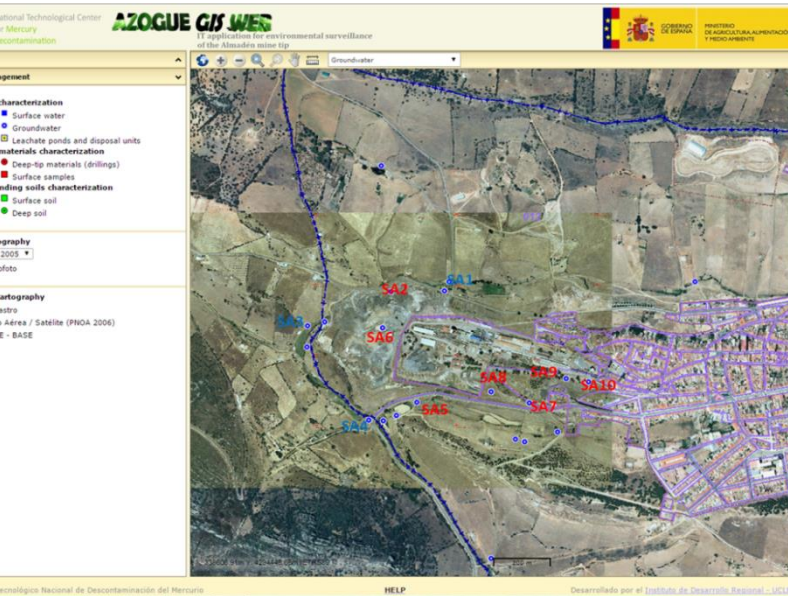 ational Technological Center
r Mercury
econtamination
AZOGUE GIS WEB
IT application for environmental surveillance
of the Almadén mine tip
GOBIERNO
DE ESPAÑA
MINISTERIO
DE AGRICULTURA, ALIMENTACIÓ
Y MEDIO AMBIENTE
Groundwater
agement
characterization
Surface water
Groundwater
Leachate ponds and disposal units
materials characterization
Deep-tip materials (drillings)
Surface samples
nding soils characterization
Surface soil
Deep soil
ography
2005
ofoto
artography
astro
o Aérea / Satélite (PNOA 2006)
E - BASE
SA1
SA2
SA3
SA6
SA8
SA9
SA10
SA5
SA7
SA4
ecnológico Nacional de Descontaminación del Mercurio
HELP
Desarrollado por el Instituto de Desarrollo Regional - UCL